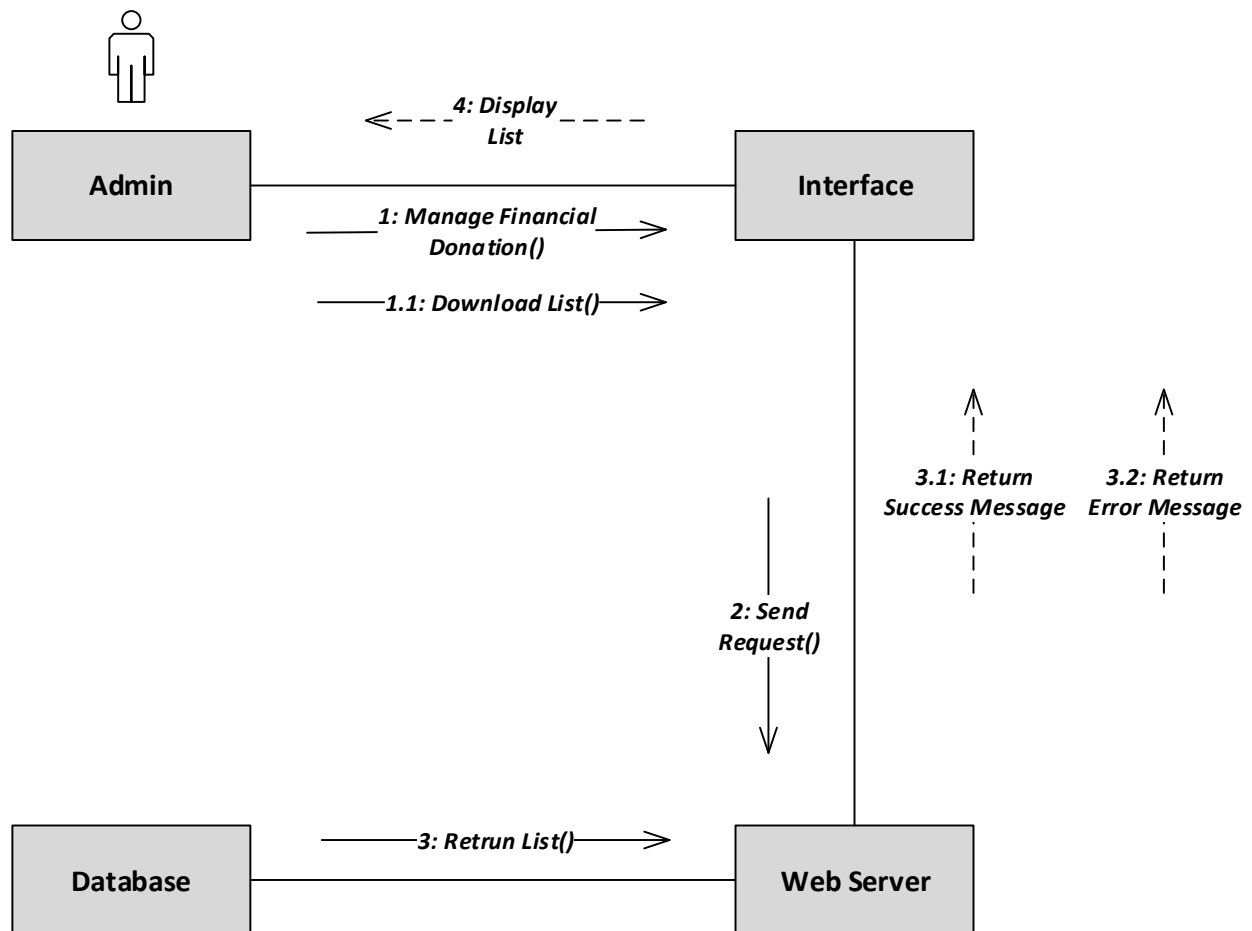 4: Display
List
Admin
Interface
1: Manage Financial
Donation()
1.1: Download List()
3.1: Return
Success Message
3.2: Return
Error Message
2: Send
Request()
3: Retrun List()
Database
Web Server